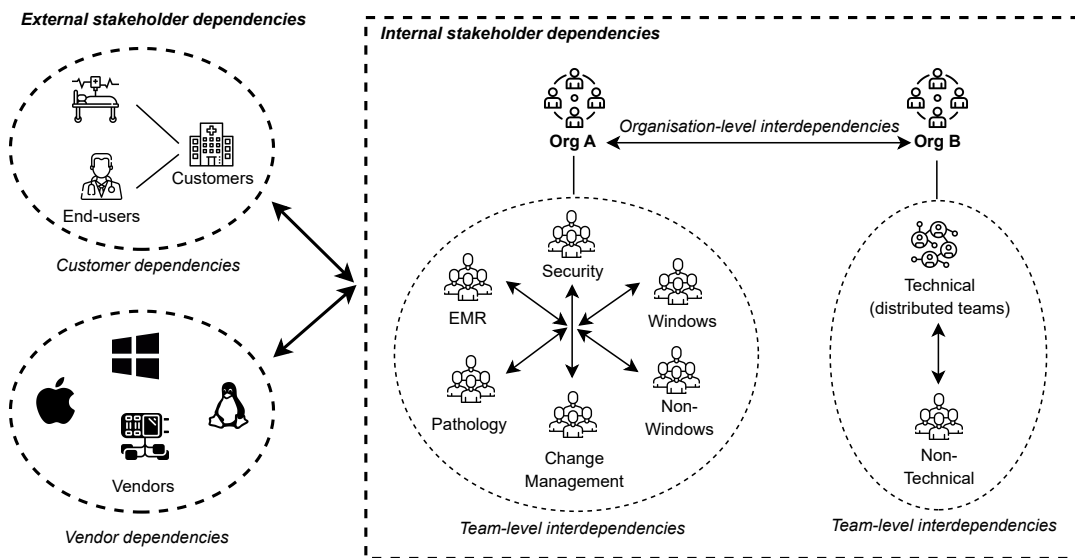 External stakeholder dependencies
Customers
End-users
Customer dependencies
Vendors
Vendor dependencies
Internal stakeholder dependencies
Organisation-level interdependencies
Org A
Org B
Security
EMR
Windows
Pathology
Non-
Windows
Change
Management
Team-level interdependencies
Technical
(distributed teams)
Non-
Technical
Team-level interdependencies